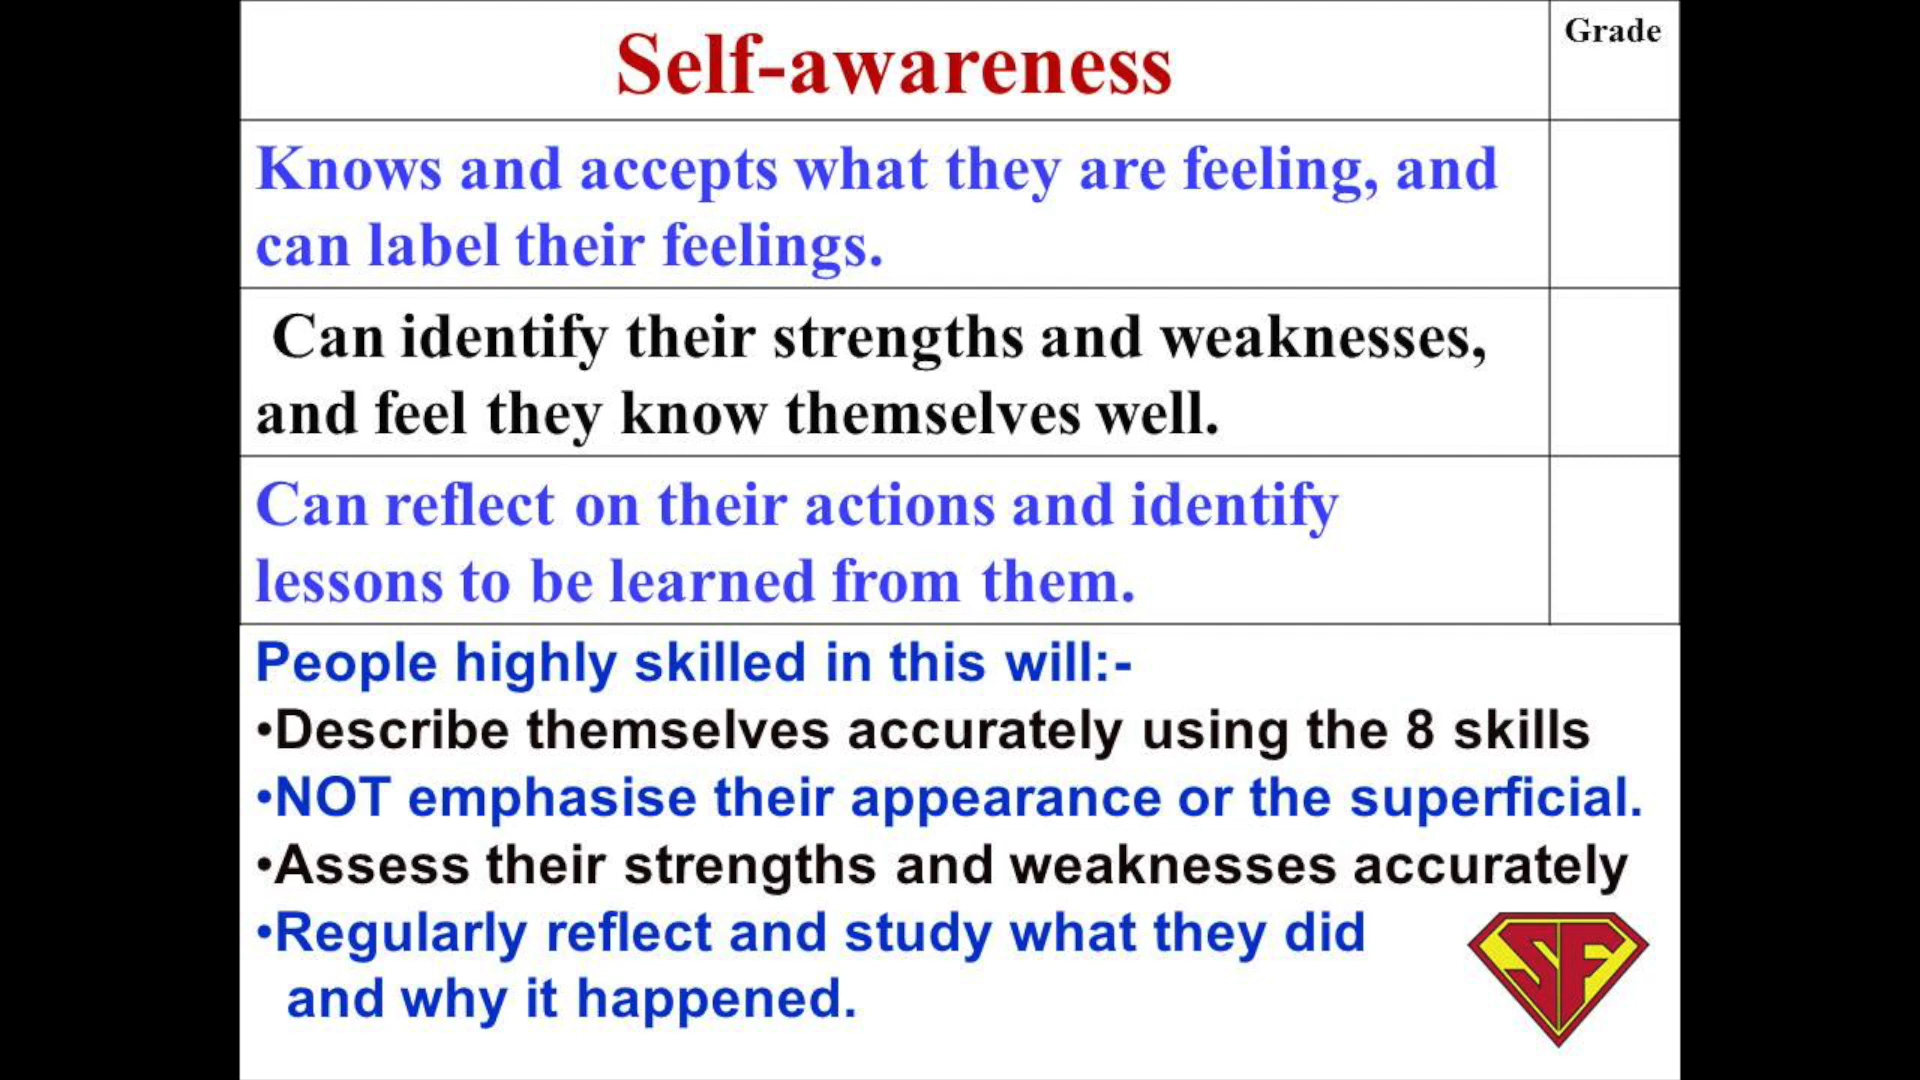 Self-awareness
Grade
Knows and accepts what they are feeling, and
can label their feelings.
Can identify their strengths and weaknesses,
and feel they know themselves well.
Can reflect on their actions and identify
lessons to be learned from them.
People highly skilled in this will:-
•Describe themselves accurately using the 8 skills
•NOT emphasise their appearance or the superficial.
•Assess their strengths and weaknesses accurately
•Regularly reflect and study what they did
and why it happened.
SF